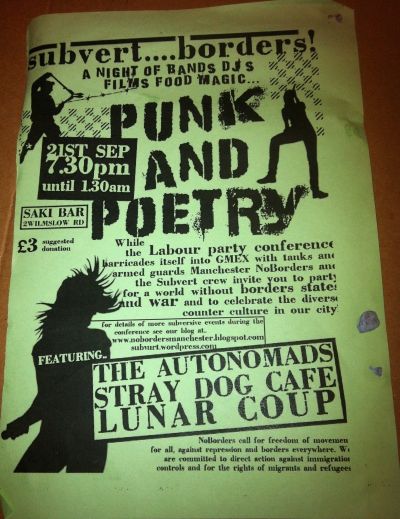 subvert....borders!
A NIGHT OF BANDS DJ'S
FILMS FOOD MAGIC...
PUNK
AND
POETRY
21ST SEP
7.30pm
until 1.30am
SAKI BAR
2WILMSLOW RD
£3 suggested
donation
While
the Labour party conference
barricades itself into GMEX with tanks and
armed guards Manchester NoBorders and
the Subvert crew invite you to party
for a world without borders states
and war and to celebrate the diverse
counter culture in our city
for details of more subversive events during the
conference see our blog at.
www.nobordersmanchester.blogspot.com
subvurt.wordpress.com
FEATURING..
THE AUTONOMADS
STRAY DOG CAFE
LUNAR COUP
NoBorders call for freedom of movemen
for all, against repression and borders everywhere. We
are committed to direct action against immigration
controls and for the rights of migrants and refugees